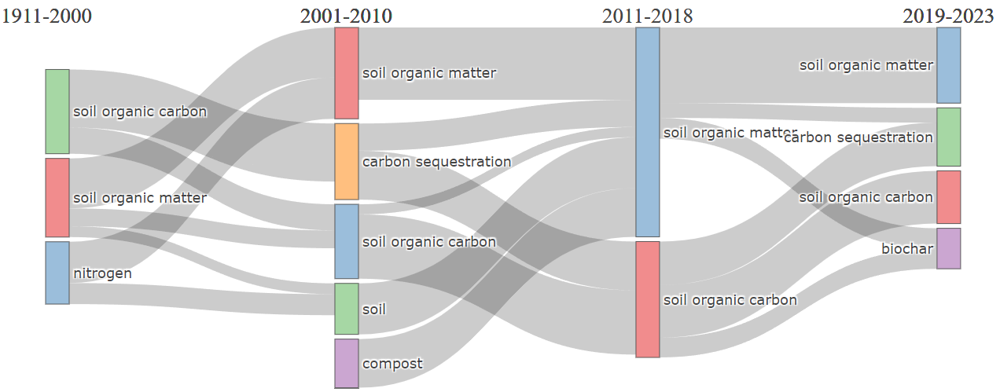 1911-2000
2001-2010
2011-2018
2019-2023
soil organic carbon
soil organic matter
nitrogen
soil organic matter
carbon sequestration
soil organic carbon
soil
compost
soil organic matter
soil organic carbon
soil organic matter
carbon sequestration
soil organic carbon
biochar